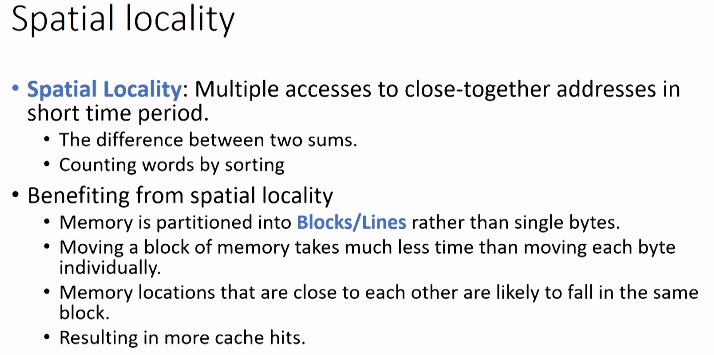 Spatial locality
• Spatial Locality: Multiple accesses to close-together addresses in
short time period.
• The difference between two sums.
• Counting words by sorting
• Benefiting from spatial locality
• Memory is partitioned into Blocks/Lines rather than single bytes.
• Moving a block of memory takes much less time than moving each byte
individually.
• Memory locations that are close to each other are likely to fall in the same
block.
• Resulting in more cache hits.